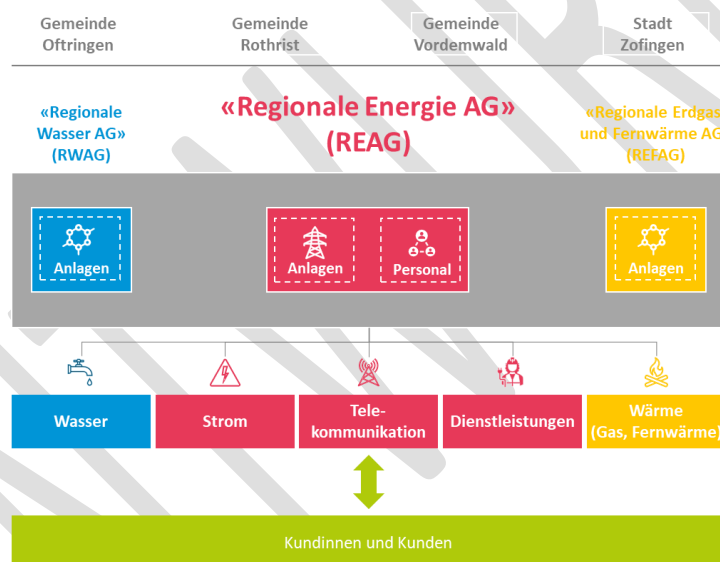 Gemeinde
Oftringen
Gemeinde
Rothrist
Gemeinde
Vordemwald
Stadt
Zofingen
«Regionale
Wasser AG»
(RWAG)
«Regionale Energie AG»
(REAG)
«Regionale Erdgas
und Fernwärme AG
(REFAG)
Anlagen
Anlagen
Personal
Anlagen
Wasser
Strom
Tele-
kommunikation
Dienstleistungen
Wärme
(Gas, Fernwärme)
Kundinnen und Kunden